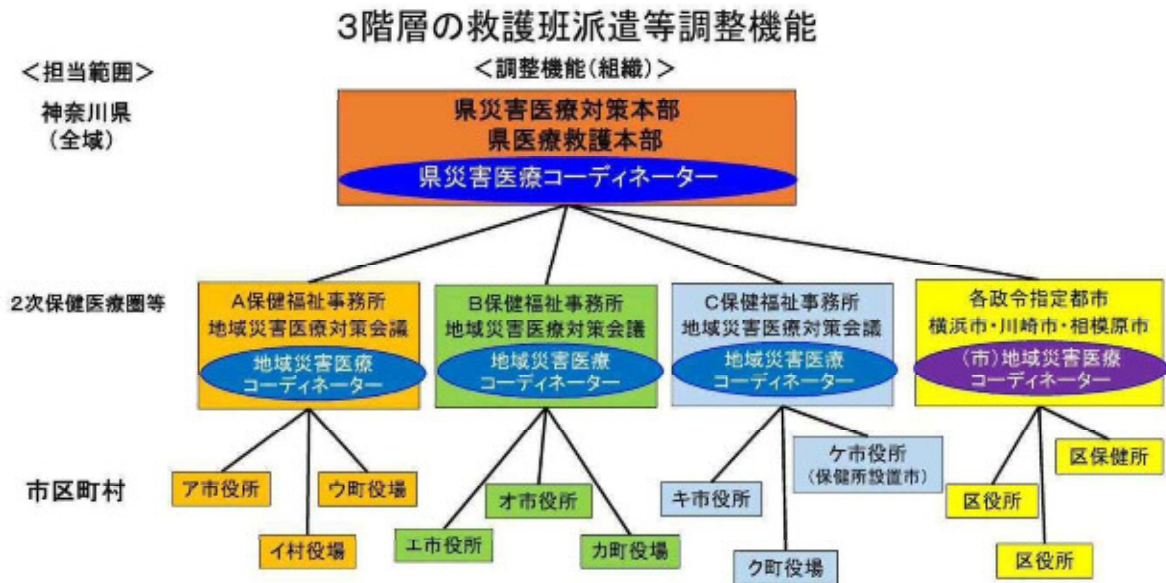 3階層の救護班派遣等調整機能
<担当範囲>
<調整機能(組織)>
神奈川県
(全域)
県災害医療対策本部
県医療救護本部
県災害医療コーディネーター
2次保健医療圏等
A保健福祉事務所
地域災害医療対策会議
地域災害医療
コーディネーター
B保健福祉事務所
地域災害医療対策会議
地域災害医療
コーディネーター
C保健福祉事務所
地域災害医療対策会議
地域災害医療
コーディネーター
各政令指定都市
横浜市・川崎市・相模原市
(市)地域災害医療
コーディネーター
市区町村
ア市役所
イ村役場
ウ町役場
エ市役所
オ市役所
カ町役場
キ市役所
ク町役場
ケ市役所
(保健所設置市)
区役所
区役所
区保健所